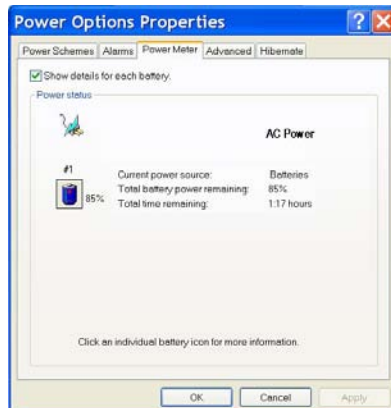 Power Options Properties
Power Schemes Alarms Power Meter Advanced Hibernate
Show details for each battery.
Power status
AC Power
#1
85%
Current power source: Batteries
Total battery power remaining: 85%
Total time remaining: 1:17 hours
Click an individual battery icon for more information.
OK Cancel Apply